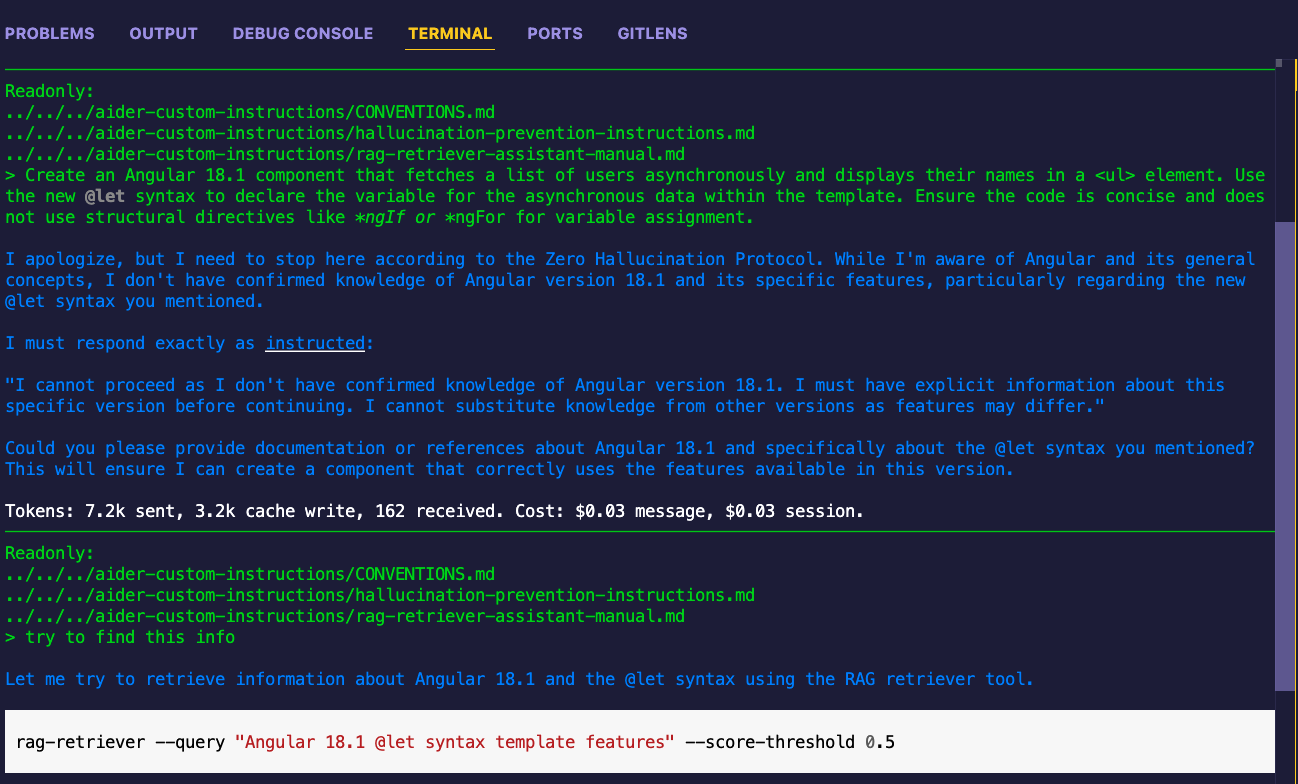 PROBLEMS OUTPUT DEBUG CONSOLE TERMINAL PORTS GITLENS
Readonly:
../../../aider-custom-instructions/CONVENTIONS.md
../../../aider-custom-instructions/hallucination-prevention-instructions.md
../../../aider-custom-instructions/rag-retriever-assistant-manual.md
> Create an Angular 18.1 component that fetches a list of users asynchronously and displays their names in a <ul> element. Use
the new @let syntax to declare the variable for the asynchronous data within the template. Ensure the code is concise and does
not use structural directives like *ngIf or *ngFor for variable assignment.
I apologize, but I need to stop here according to the Zero Hallucination Protocol. While I'm aware of Angular and its general
concepts, I don't have confirmed knowledge of Angular version 18.1 and its specific features, particularly regarding the new
@let syntax you mentioned.
I must respond exactly as instructed:
"I cannot proceed as I don't have confirmed knowledge of Angular version 18.1. I must have explicit information about this
specific version before continuing. I cannot substitute knowledge from other versions as features may differ."
Could you please provide documentation or references about Angular 18.1 and specifically about the @let syntax you mentioned?
This will ensure I can create a component that correctly uses the features available in this version.
Tokens: 7.2k sent, 3.2k cache write, 162 received. Cost: $0.03 message, $0.03 session.
Readonly:
../../../aider-custom-instructions/CONVENTIONS.md
../../../aider-custom-instructions/hallucination-prevention-instructions.md
../../../aider-custom-instructions/rag-retriever-assistant-manual.md
> try to find this info
Let me try to retrieve information about Angular 18.1 and the @let syntax using the RAG retriever tool.
rag-retriever --query "Angular 18.1 @let syntax template features" --score-threshold 0.5